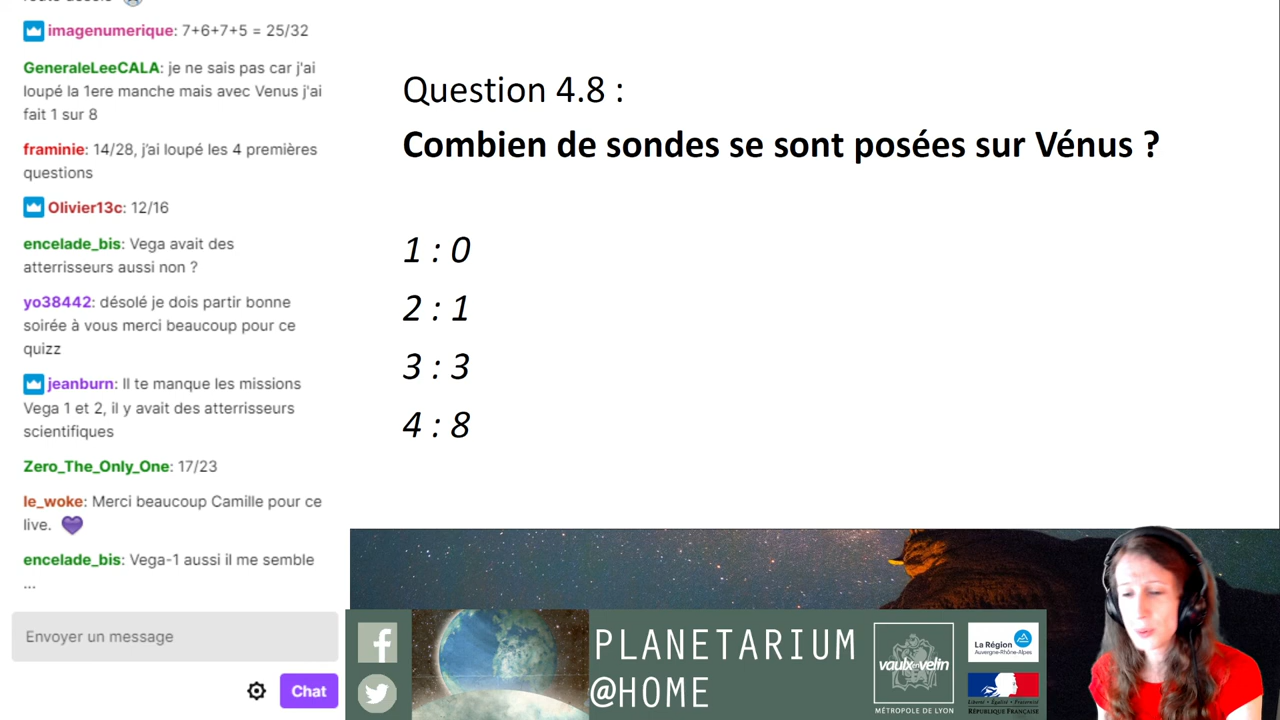 imagenumerique: 7+6+7+5 = 25/32
GeneraleLeeCALA: je ne sais pas car j'ai
loupé la 1ere manche mais avec Venus j'ai
fait 1 sur 8
framinie: 14/28, j'ai loupé les 4 premières
questions
Olivier13c: 12/16
encelade_bis: Vega avait des
atterrisseurs aussi non ?
yo38442: désolé je dois partir bonne
soirée à vous merci beaucoup pour ce
quizz
jeanburn: Il te manque les missions
Vega 1 et 2, il y avait des atterrisseurs
scientifiques
Zero_The_Only_One: 17/23
le_woke: Merci beaucoup Camille pour ce
live.
encelade_bis: Vega-1 aussi il me semble
...
Envoyer un message
Chat
Question 4.8 :
Combien de sondes se sont posées sur Vénus ?
1 : 0
2 : 1
3 : 3
4 : 8
PLANETARIUM
@HOME
vaulx en velin
MÉTROPOLE DE LYON
La Région
Auvergne-Rhône-Alpes
Liberté • Égalité • Fraternité
RÉPUBLIQUE FRANÇAISE